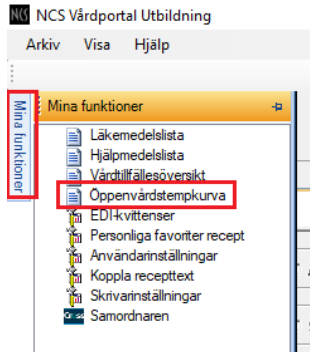 NCS NCS Vårdportal Utbildning
Arkiv Visa Hjälp
Mina funktioner
Mina funktioner
Läkemedelslista
Hjälpmedelslista
Vårdtillfällesöversikt
Öppenvårdstempkurva
EDI-kvittenser
Personliga favoriter recept
Användarinställningar
Koppla recepttext
Skrivarinställningar
Samordnaren